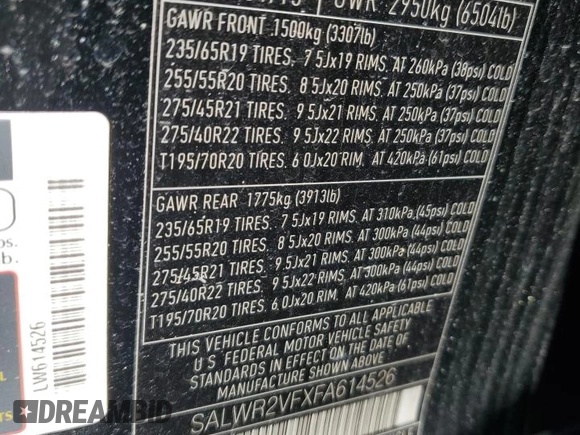 GWR 2950kg (6504lb)
GAWR FRONT 1500kg (3307lb)
235/65R19 TIRES. 7 5Jx19 RIMS. AT 260kPa (38psi) COLD
255/55R20 TIRES. 8 5Jx20 RIMS. AT 250kPa (37psi) COLD
275/45R21 TIRES. 9 5Jx21 RIMS. AT 250kPa (37psi) COLD
275/40R22 TIRES. 9 5Jx22 RIMS. AT 250kPa (37psi) COLD
T195/70R20 TIRES. 6 0Jx20 RIM. AT 420kPa (61psi) COLD
GAWR REAR 1775kg (3913lb)
235/65R19 TIRES. 7 5Jx19 RIMS. AT 310kPa (45psi) COLD
255/55R20 TIRES. 8 5Jx20 RIMS. AT 300kPa (44psi) COLD
275/45R21 TIRES. 9.5Jx21 RIMS. AT 300kPa (44psi) COLD
275/40R22 TIRES. 9 5Jx22 RIMS. AT 300kPa (44psi) COLD
T195/70R20 TIRES. 6 0Jx20 RIM. AT 420kPa (61psi) COLD
THIS VEHICLE CONFORMS TO ALL APPLICABLE
U S FEDERAL MOTOR VEHICLE SAFETY
STANDARDS IN EFFECT ON THE DATE OF
MANUFACTURE SHOWN ABOVE.
SALWR2VFXFA614526
LW614526
DREAMBID